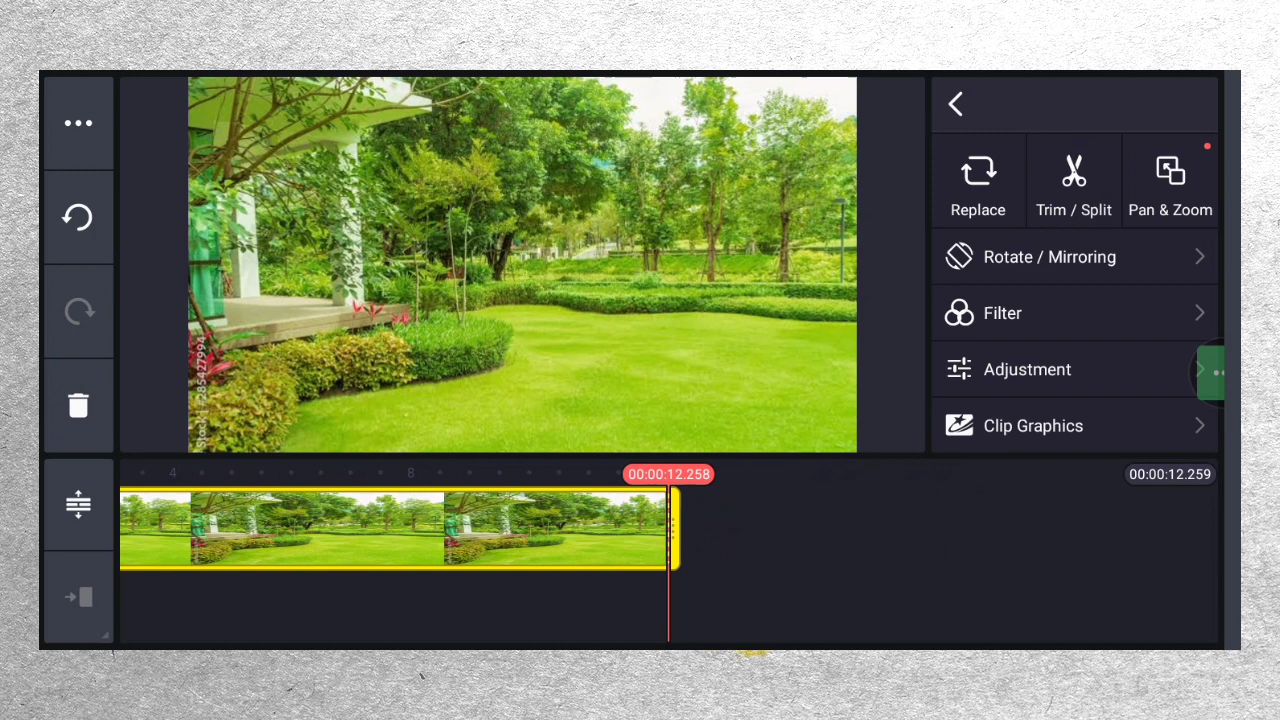 Replace
Trim / Split
Pan & Zoom
Rotate / Mirroring
Filter
Adjustment
Clip Graphics
4
8
00:00:12.258
00:00:12.259